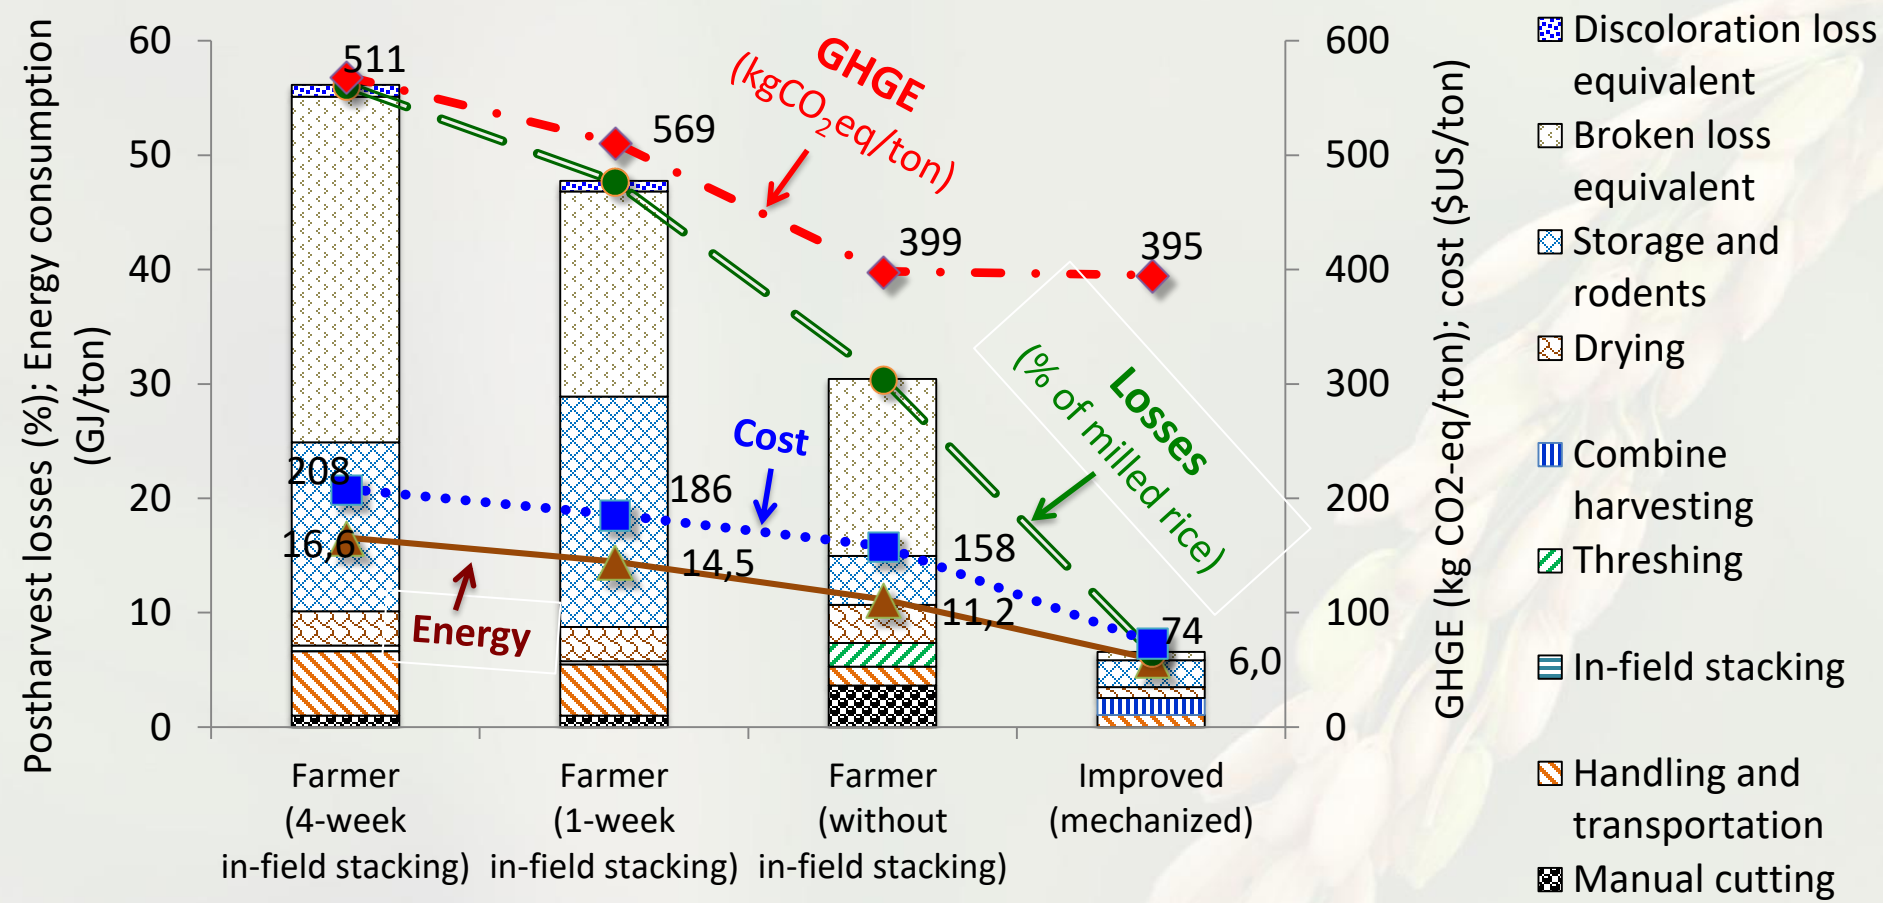 Postharvest losses (%); Energy consumption
(GJ/ton)
60
50
40
30
20
10
0
511
569
399
395
208
186
158
74
16,6
14,5
11,2
6,0
GHGE
(kgCO₂eq/ton)
Cost
Energy
Losses
(% of milled rice)
Farmer
(4-week
in-field stacking)
Farmer
(1-week
in-field stacking)
Farmer
(without
in-field stacking)
Improved
(mechanized)
600
500
400
300
200
100
0
GHGE (kg CO2-eq/ton); cost ($US/ton)
Discoloration loss
equivalent
Broken loss
equivalent
Storage and
rodents
Drying
Combine
harvesting
Threshing
In-field stacking
Handling and
transportation
Manual cutting